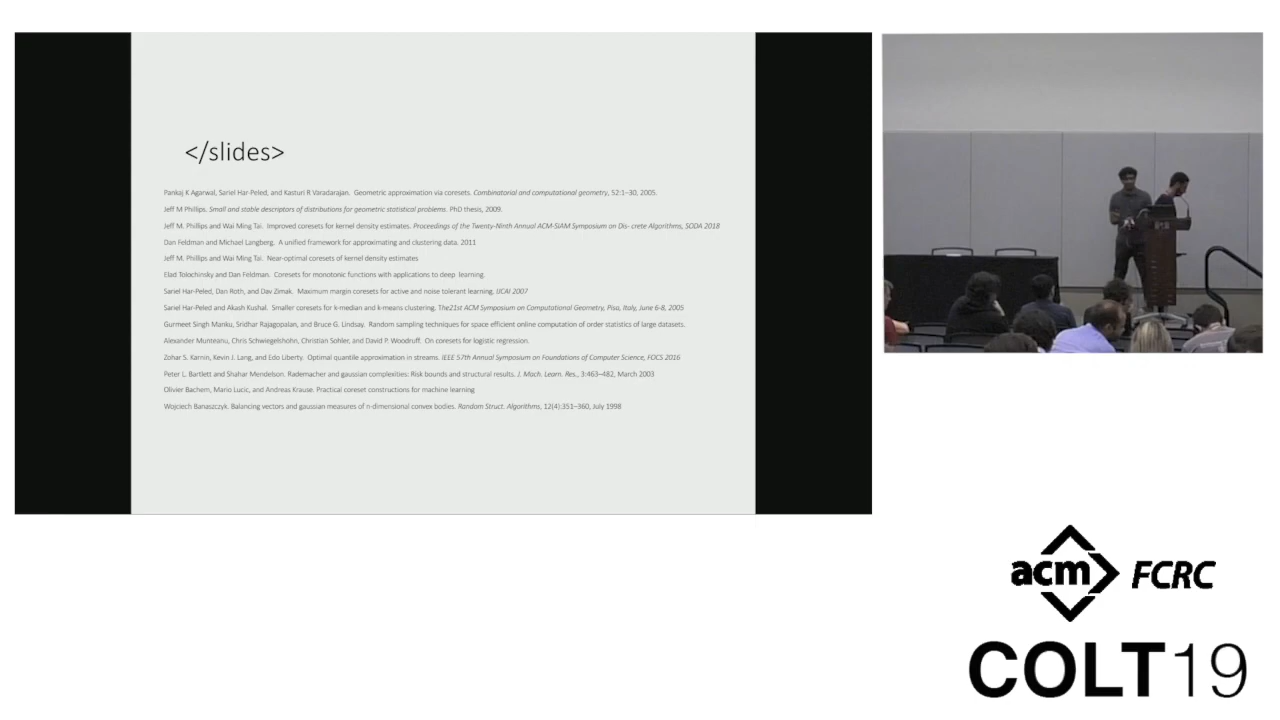 </slides>
Pankaj K Agarwal, Sariel Har-Peled, and Kasturi R Varadarajan. Geometric approximation via coresets. Combinatorial and computational geometry, 52:1–30, 2005.
Jeff M Phillips. Small and stable descriptors of distributions for geometric statistical problems. PhD thesis, 2009.
Jeff M. Phillips and Wai Ming Tai. Improved coresets for kernel density estimates. Proceedings of the Twenty-Ninth Annual ACM-SIAM Symposium on Dis- crete Algorithms, SODA 2018
Dan Feldman and Michael Langberg. A unified framework for approximating and clustering data. 2011
Jeff M. Phillips and Wai Ming Tai. Near-optimal coresets of kernel density estimates
Elad Tolochinsky and Dan Feldman. Coresets for monotonic functions with applications to deep learning.
Sariel Har-Peled, Dan Roth, and Dav Zimak. Maximum margin coresets for active and noise tolerant learning. IJCAI 2007
Sariel Har-Peled and Akash Kushal. Smaller coresets for k-median and k-means clustering. The21st ACM Symposium on Computational Geometry, Pisa, Italy, June 6-8, 2005
Gurmeet Singh Manku, Sridhar Rajagopalan, and Bruce G. Lindsay. Random sampling techniques for space efficient online computation of order statistics of large datasets.
Alexander Munteanu, Chris Schwiegelshohn, Christian Sohler, and David P. Woodruff. On coresets for logistic regression.
Zohar S. Karnin, Kevin J. Lang, and Edo Liberty. Optimal quantile approximation in streams. IEEE 57th Annual Symposium on Foundations of Computer Science, FOCS 2016
Peter L. Bartlett and Shahar Mendelson. Rademacher and gaussian complexities: Risk bounds and structural results. J. Mach. Learn. Res., 3:463–482, March 2003
Olivier Bachem, Mario Lucic, and Andreas Krause. Practical coreset constructions for machine learning
Wojciech Banaszczyk. Balancing vectors and gaussian measures of n-dimensional convex bodies. Random Struct. Algorithms, 12(4):351–360, July 1998
acm FCRC
COLT19